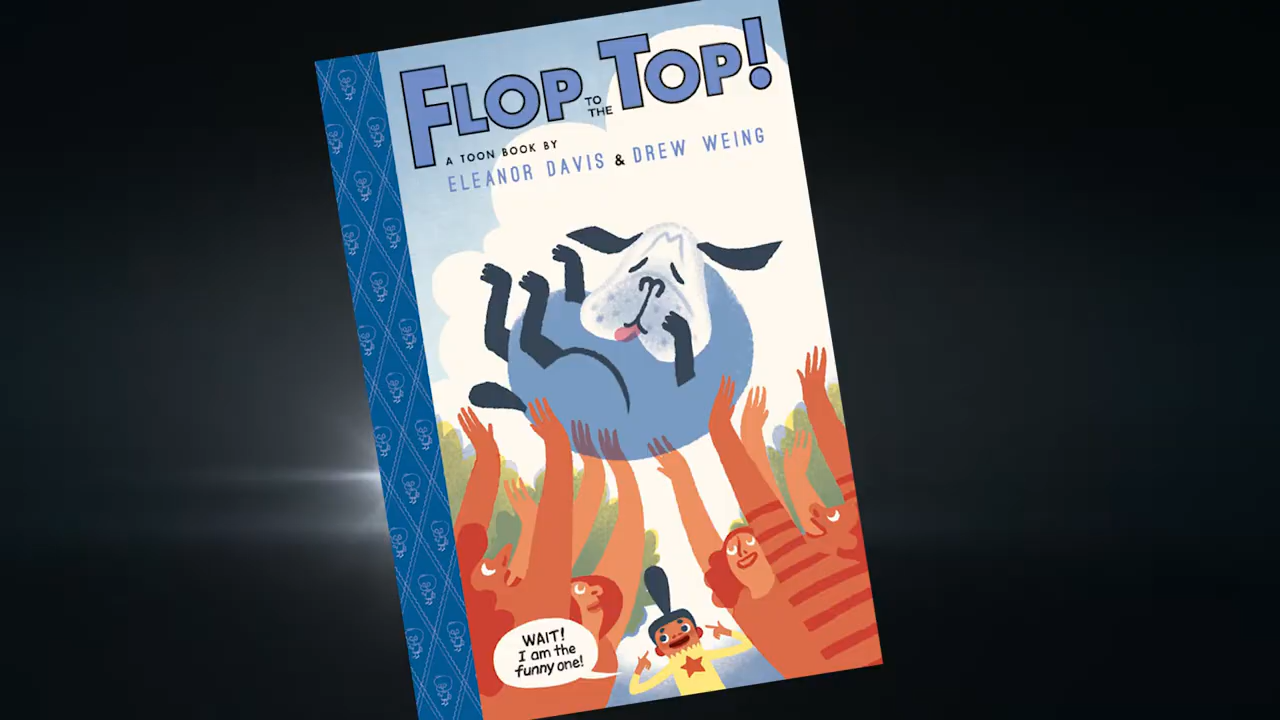 FLOP TO THE TOP!
A TOON BOOK BY
ELEANOR DAVIS & DREW WEING
WAIT!
I am the
funny one!